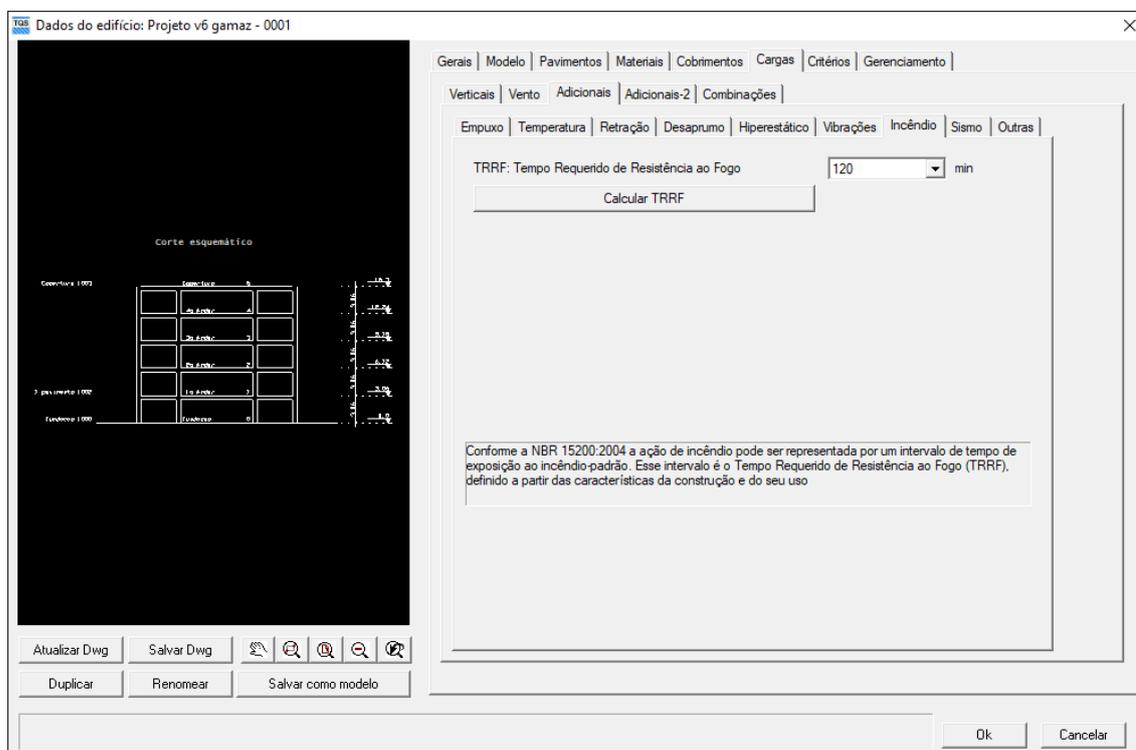 TQS Dados do edifício: Projeto v6 gamaz - 0001
Gerais Modelo Pavimentos Materiais Cobrimentos Cargas Critérios Gerenciamento
Verticais Vento Adicionais Adicionais-2 Combinações
Empuxo Temperatura Retração Desaprumo Hiperestático Vibrações Incêndio Sismo Outras
TRRF: Tempo Requerido de Resistência ao Fogo 120 min
Calcular TRRF
Corte esquemático
Conforme a NBR 15200:2004 a ação de incêndio pode ser representada por um intervalo de tempo de
exposição ao incêndio-padrão. Esse intervalo é o Tempo Requerido de Resistência ao Fogo (TRRF),
definido a partir das características da construção e do seu uso
Atualizar Dwg Salvar Dwg
Duplicar Renomear Salvar como modelo
Ok Cancelar